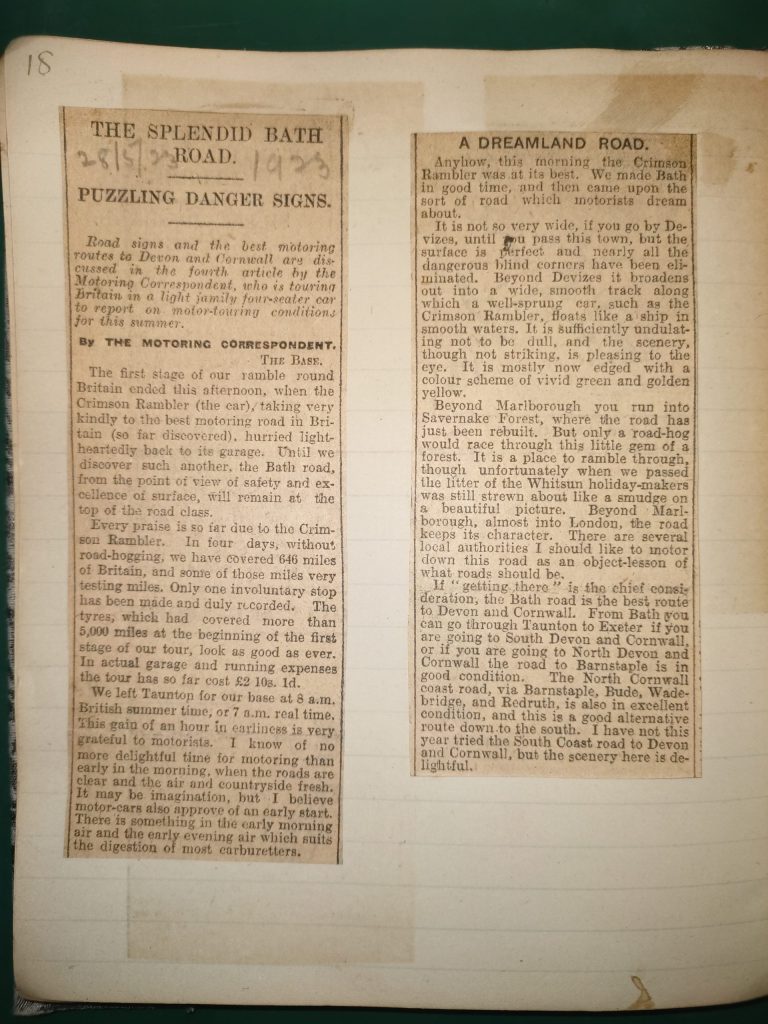 18
THE SPLENDID BATH
ROAD.
28/5/23 1923
PUZZLING DANGER SIGNS.
Road signs and the best motoring
routes to Devon and Cornwall are dis-
cussed in the fourth article by the
Motoring Correspondent, who is touring
Britain in a light family four-seater car
to report on motor-touring conditions
for this summer.
By THE MOTORING CORRESPONDENT.
THE BASE.
The first stage of our ramble round
Britain ended this afternoon, when the
Crimson Rambler (the car), taking very
kindly to the best motoring road in Bri-
tain (so far discovered), hurried light-
heartedly back to its garage. Until we
discover such another, the Bath road,
from the point of view of safety and ex-
cellence of surface, will remain at the
top of the road class.
Every praise is so far due to the Crim-
son Rambler. In four days, without
road-hogging, we have covered 646 miles
of Britain, and some of those miles very
testing miles. Only one involuntary stop
has been made and duly recorded. The
tyres, which had covered more than
5,000 miles at the beginning of the first
stage of our tour, look as good as ever.
In actual garage and running expenses
the tour has so far cost £2 10s. 1d.
We left Taunton for our base at 8 a.m.
British summer time, or 7 a.m. real time.
This gain of an hour in earliness is very
grateful to motorists. I know of no
more delightful time for motoring than
early in the morning, when the roads are
clear and the air and countryside fresh.
It may be imagination, but I believe
motor-cars also approve of an early start.
There is something in the early morning
air and the early evening air which suits
the digestion of most carburetters.
A DREAMLAND ROAD.
Anyhow, this morning the Crimson
Rambler was at its best. We made Bath
in good time, and then came upon the
sort of road which motorists dream
about.
It is not so very wide, if you go by De-
vizes, until you pass this town, but the
surface is perfect and nearly all the
dangerous blind corners have been eli-
minated. Beyond Devizes it broadens
out into a wide, smooth track along
which a well-sprung car, such as the
Crimson Rambler, floats like a ship in
smooth waters. It is sufficiently undulat-
ing not to be dull, and the scenery,
though not striking, is pleasing to the
eye. It is mostly now edged with a
colour scheme of vivid green and golden
yellow.
Beyond Marlborough you run into
Savernake Forest, where the road has
just been rebuilt. But only a road-hog
would race through this little gem of a
forest. It is a place to ramble through,
though unfortunately when we passed
the litter of the Whitsun holiday-makers
was still strewn about like a smudge on
a beautiful picture. Beyond Marl-
borough, almost into London, the road
keeps its character. There are several
local authorities I should like to motor
down this road as an object-lesson of
what roads should be.
If "getting there" is the chief consi-
deration, the Bath road is the best route
to Devon and Cornwall. From Bath you
can go through Taunton to Exeter if you
are going to South Devon and Cornwall,
or if you are going to North Devon and
Cornwall the road to Barnstaple is in
good condition. The North Cornwall
coast road, via Barnstaple, Bude, Wade-
bridge, and Redruth, is also in excellent
condition, and this is a good alternative
route down to the south. I have not this
year tried the South Coast road to Devon
and Cornwall, but the scenery here is de-
lightful.